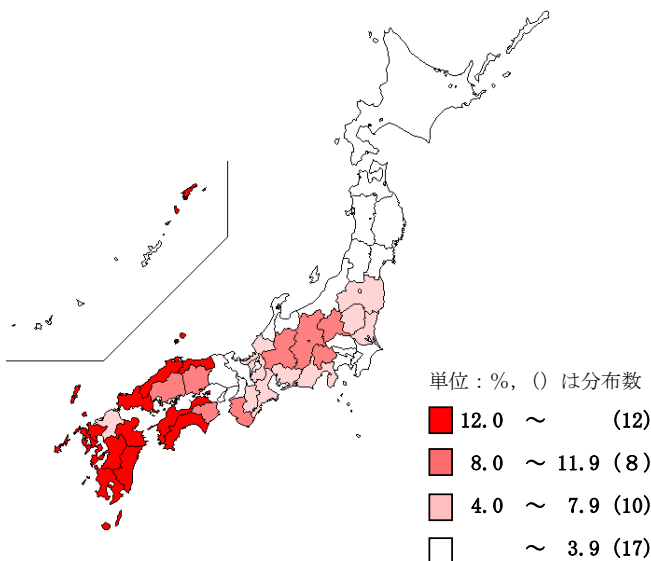 単位：%，（）は分布数
12.0 ～ (12)
8.0 ～ 11.9 (８)
4.0 ～ 7.9 (10)
～ 3.9 (17)